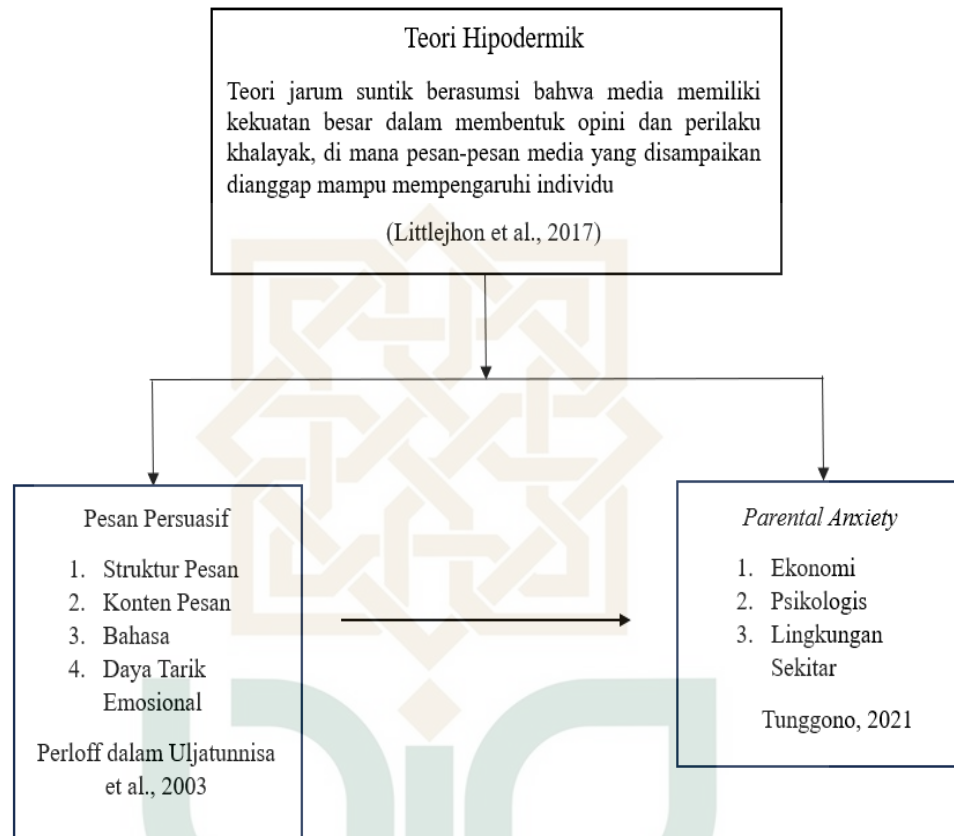 Teori Hipodermik
Teori jarum suntik berasumsi bahwa media memiliki
kekuatan besar dalam membentuk opini dan perilaku
khalayak, di mana pesan-pesan media yang disampaikan
dianggap mampu mempengaruhi individu
(Littlejhon et al., 2017)
Pesan Persuasif
1. Struktur Pesan
2. Konten Pesan
3. Bahasa
4. Daya Tarik
Emosional
Perloff dalam Uljatunnisa
et al., 2003
Parental Anxiety
1. Ekonomi
2. Psikologis
3. Lingkungan
Sekitar
Tunggono, 2021